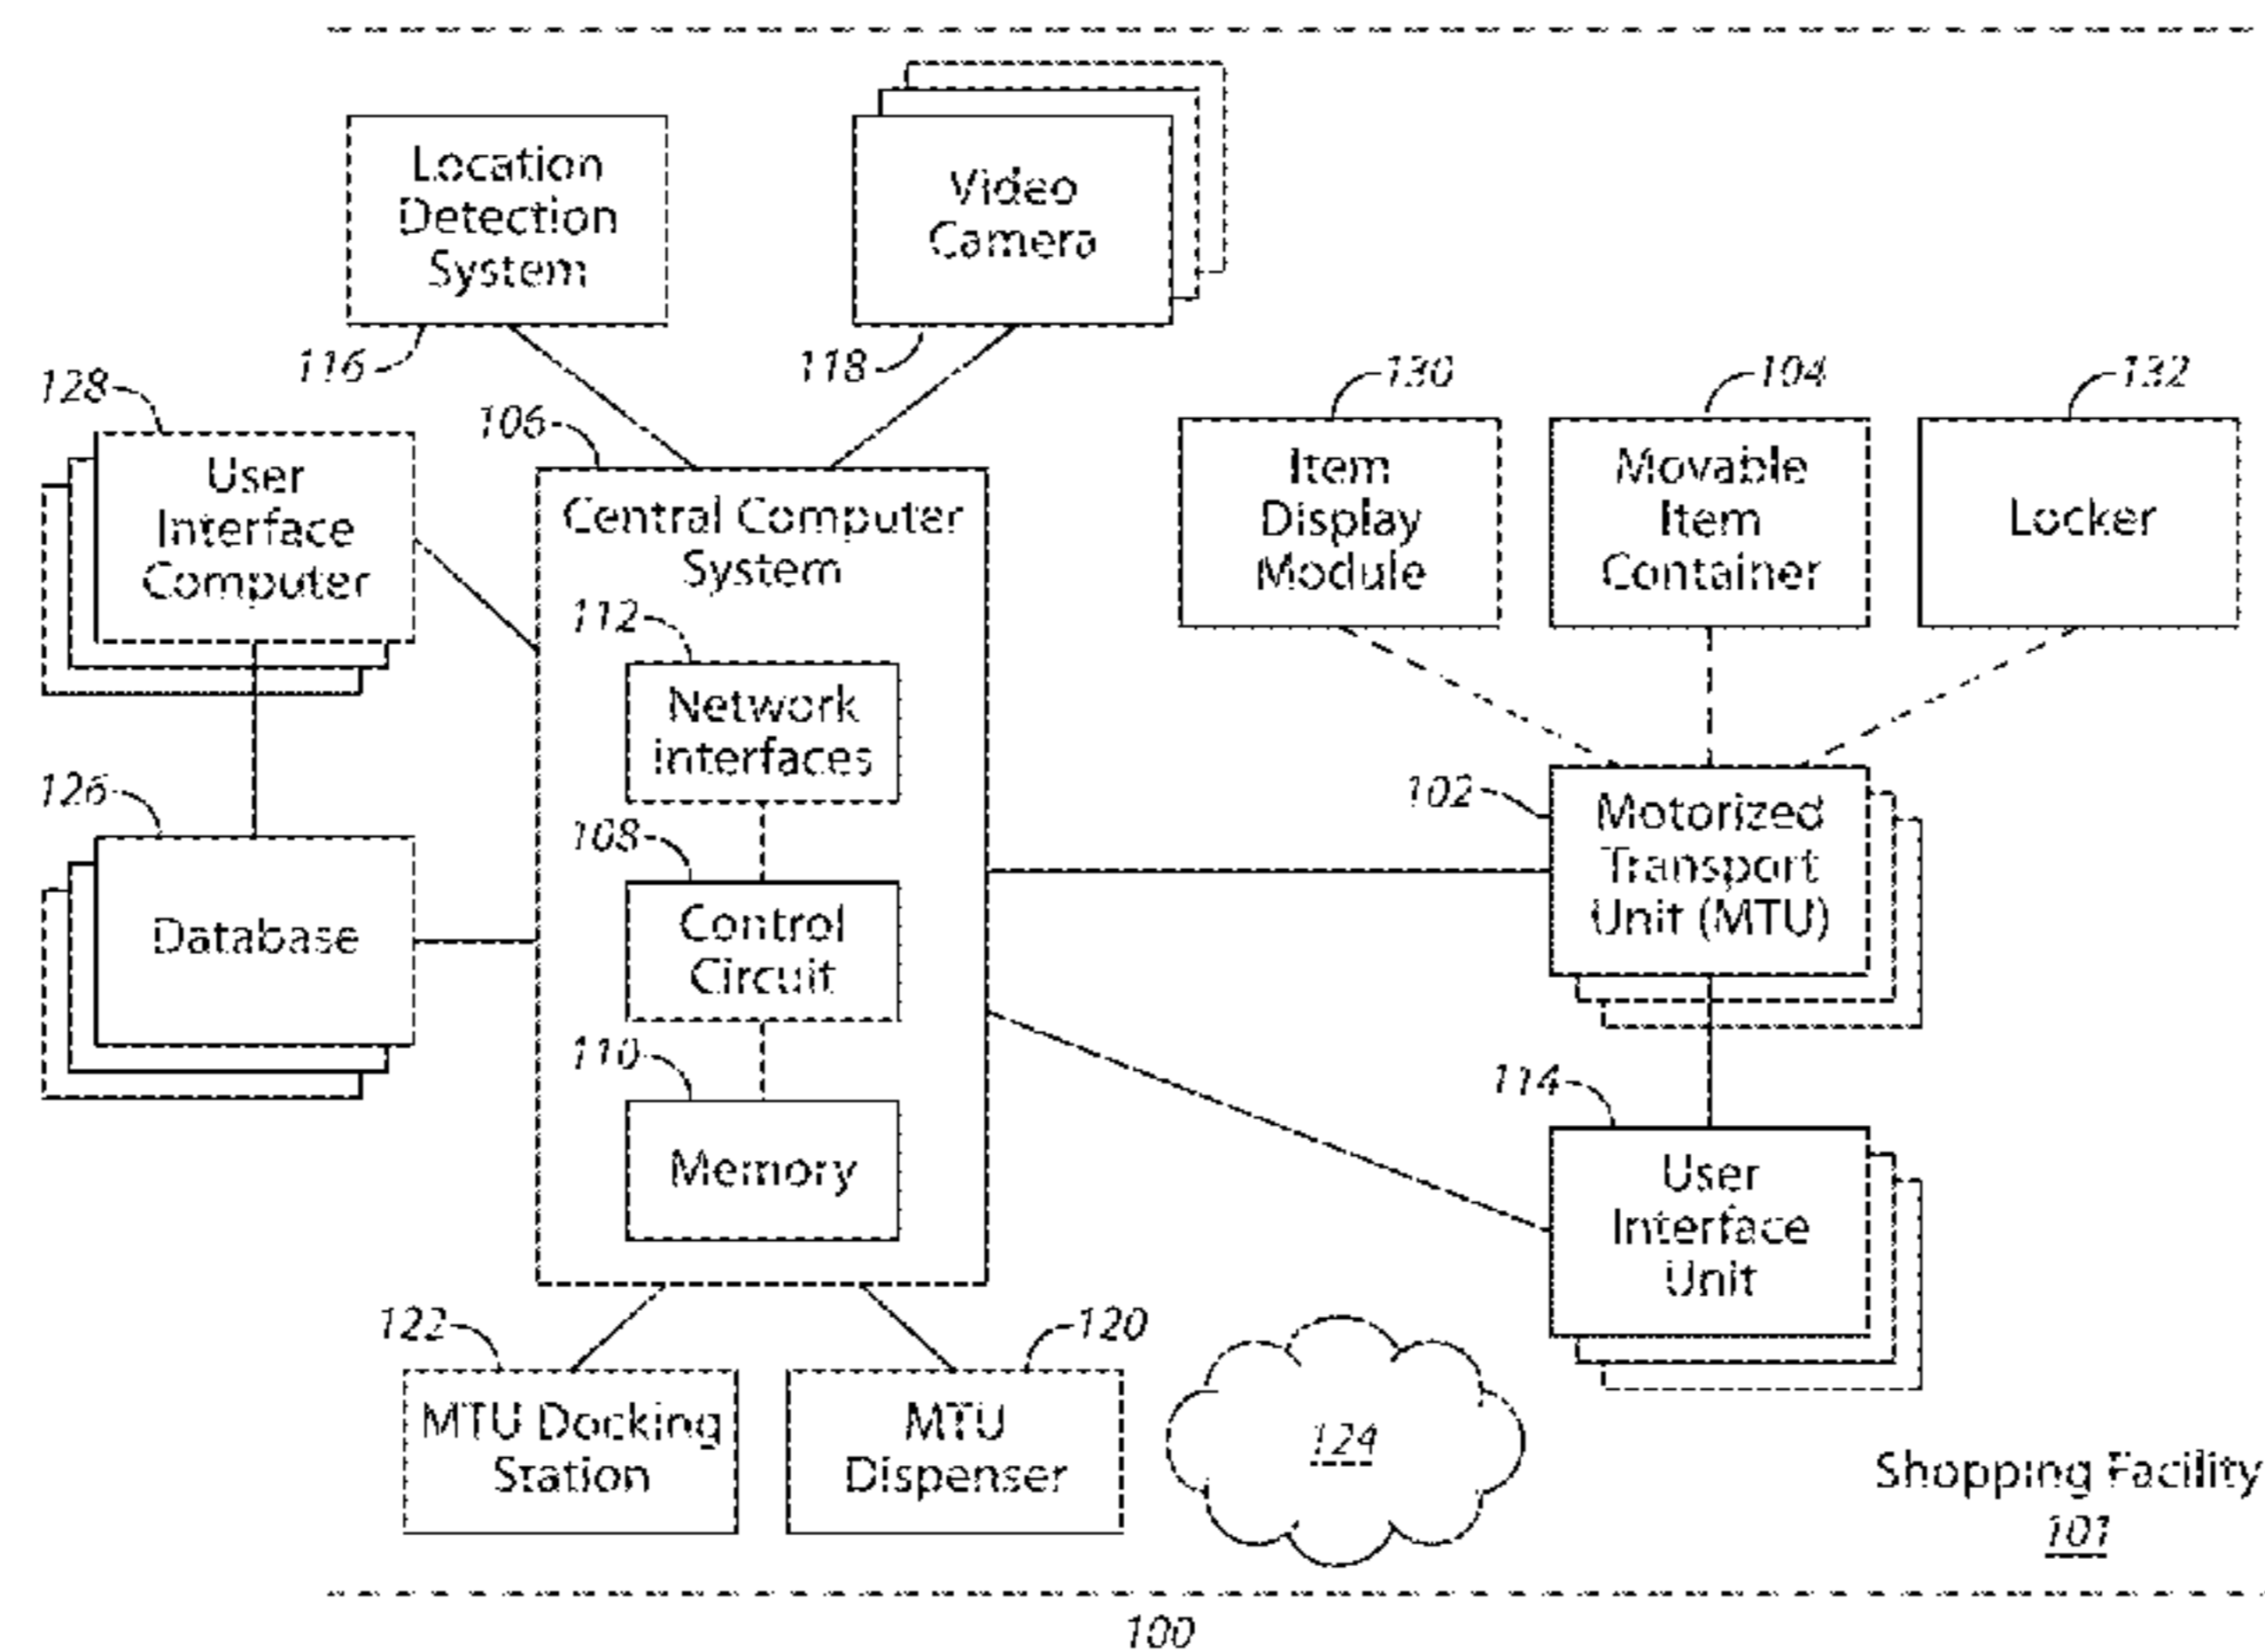 Location
Detection
System
116
Video
Camera
118
128
User
Interface
Computer
106
Central Computer
System
112
Network
Interfaces
108
Control
Circuit
110
Memory
130
Item
Display
Module
104
Movable
Item
Container
132
Locker
126
Database
102
Motorized
Transport
Unit (MTU)
114
User
Interface
Unit
122
MTU Docking
Station
120
MTU
Dispenser
124
Shopping Facility
101
100